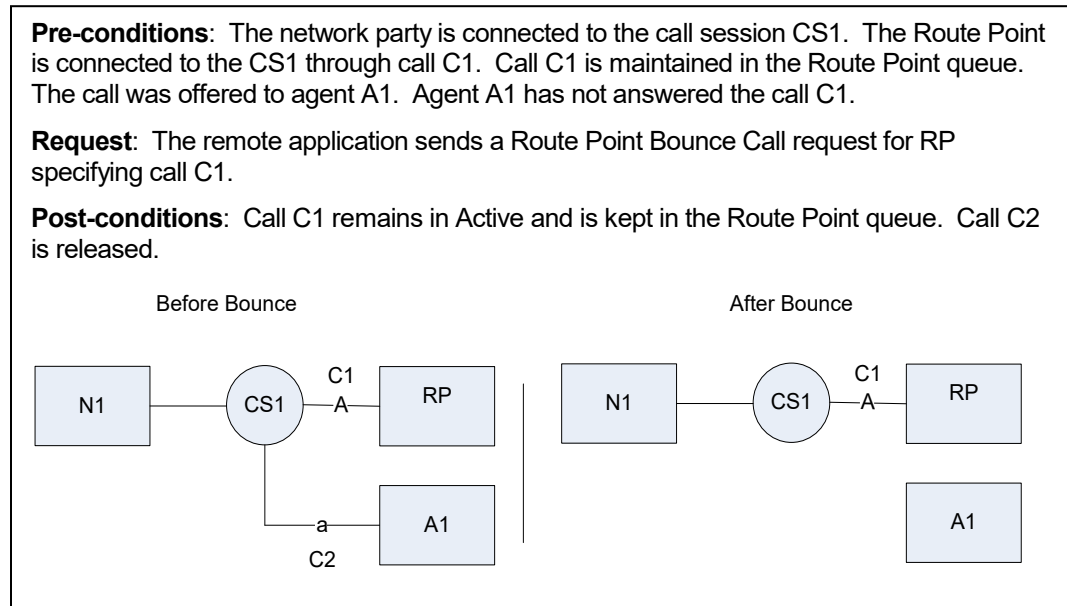 Pre-conditions: The network party is connected to the call session CS1. The Route Point
is connected to the CS1 through call C1. Call C1 is maintained in the Route Point queue.
The call was offered to agent A1. Agent A1 has not answered the call C1.
Request: The remote application sends a Route Point Bounce Call request for RP
specifying call C1.
Post-conditions: Call C1 remains in Active and is kept in the Route Point queue. Call C2
is released.
Before Bounce
After Bounce
N1
CS1
C1
A
RP
a
C2
A1
N1
CS1
C1
A
RP
A1